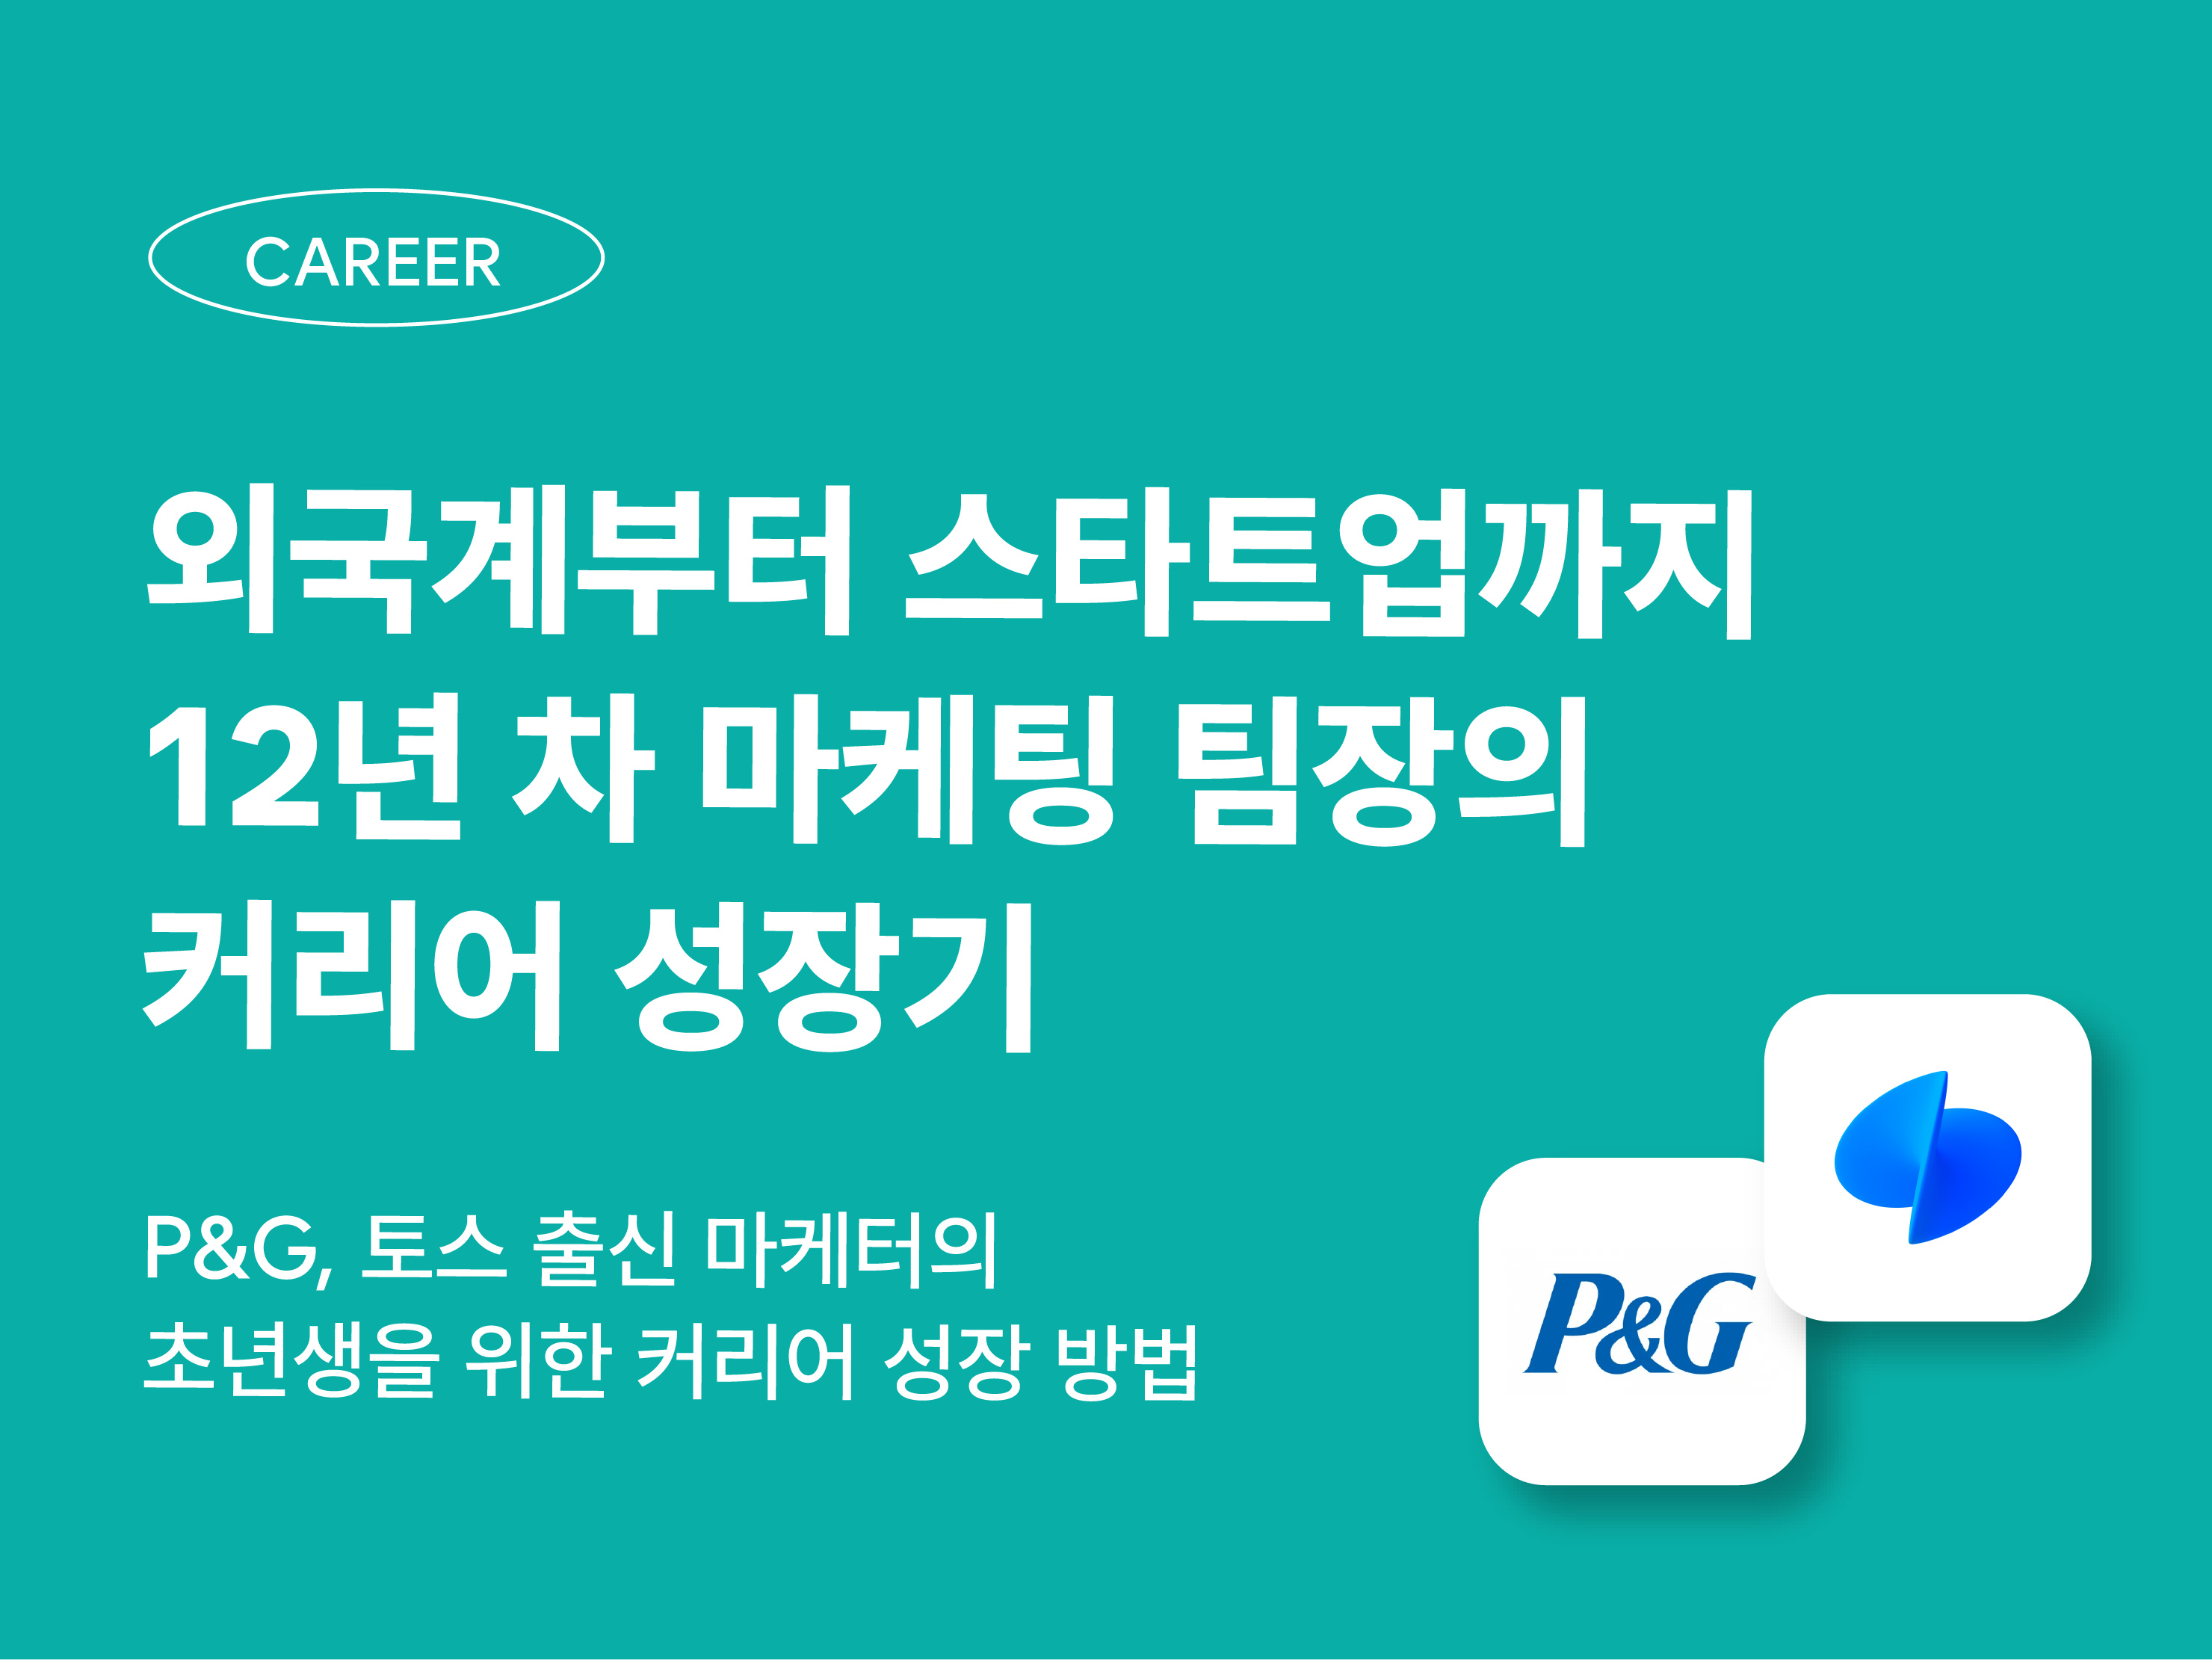 CAREER
외국계부터 스타트업까지
12년 차 마케팅 팀장의
커리어 성장기
P&G, 토스 출신 마케터의
초년생을 위한 커리어 성장 방법
P&G